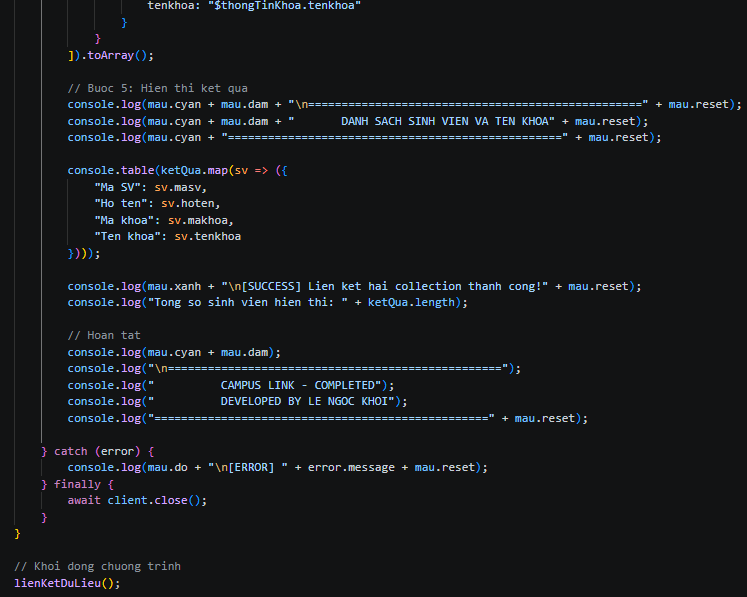 tenkhoa: "$thongTinKhoa.tenkhoa"
}
}
]).toArray();
// Buoc 5: Hien thi ket qua
console.log(mau.cyan + mau.dam + "\n==================================================" + mau.reset);
console.log(mau.cyan + mau.dam + "       DANH SACH SINH VIEN VA TEN KHOA" + mau.reset);
console.log(mau.cyan + "==================================================" + mau.reset);
console.table(ketQua.map(sv => ({
"Ma SV": sv.masv,
"Ho ten": sv.hoten,
"Ma khoa": sv.makhoa,
"Ten khoa": sv.tenkhoa
})));
console.log(mau.xanh + "\n[SUCCESS] Lien ket hai collection thanh cong!" + mau.reset);
console.log("Tong so sinh vien hien thi: " + ketQua.length);
// Hoan tat
console.log(mau.cyan + mau.dam);
console.log("\n==================================================");
console.log("          CAMPUS LINK - COMPLETED");
console.log("          DEVELOPED BY LE NGOC KHOI");
console.log("==================================================" + mau.reset);
} catch (error) {
console.log(mau.do + "\n[ERROR] " + error.message + mau.reset);
} finally {
await client.close();
}
}
// Khoi dong chuong trinh
lienKetDuLieu();